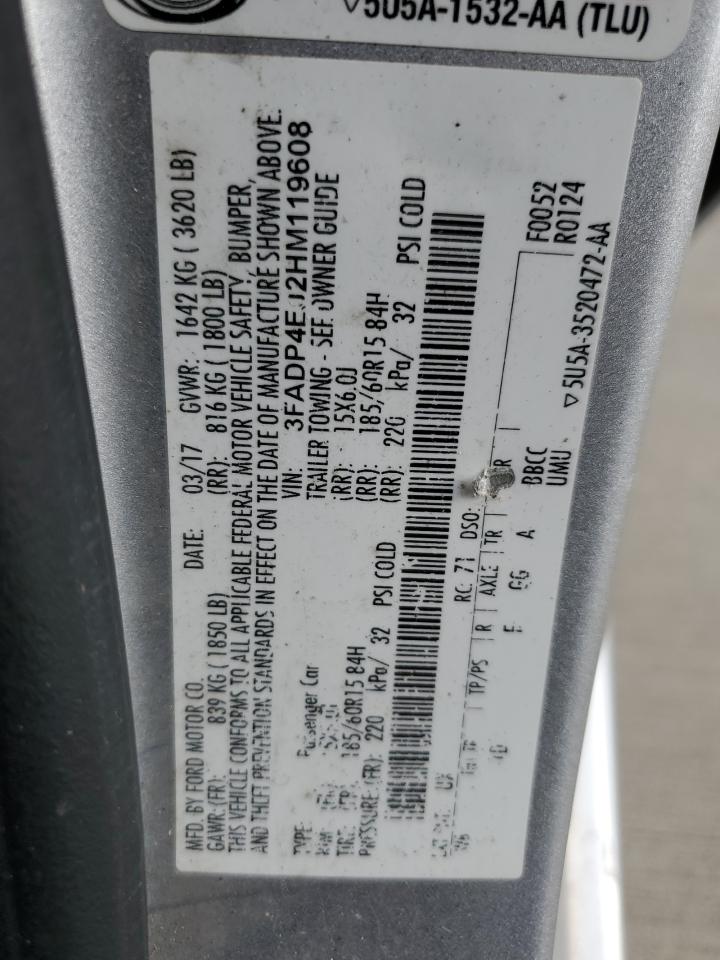 ▽5U5A-1532-AA (TLU)
MFD. BY FORD MOTOR CO. DATE: 03/17 GVWR: 1642 KG ( 3620 LB)
GAWR:(FR): 839 KG ( 1850 LB) (RR): 816 KG ( 1800 LB)
THIS VEHICLE CONFORMS TO ALL APPLICABLE FEDERAL MOTOR VEHICLE SAFETY, BUMPER,
AND THEFT PREVENTION STANDARDS IN EFFECT ON THE DATE OF MANUFACTURE SHOWN ABOVE.
VIN: 3FADP4EJ2HM119608
TYPE: Passenger Car TRAILER TOWING - SEE OWNER GUIDE
RIM: (RR): 15X6.0J
TIRE 185/60R15 84H (RR): 185/60R15 84H
PRESSURE:(FR): 220 kPa/ 32 PSI COLD (RR): 220 kPa/ 32 PSI COLD
UX RC: 71 DSO: F0052
TP/PS R AXLE TR R0124
E GG A BBCC
UMU
▽5U5A-3520472-AA